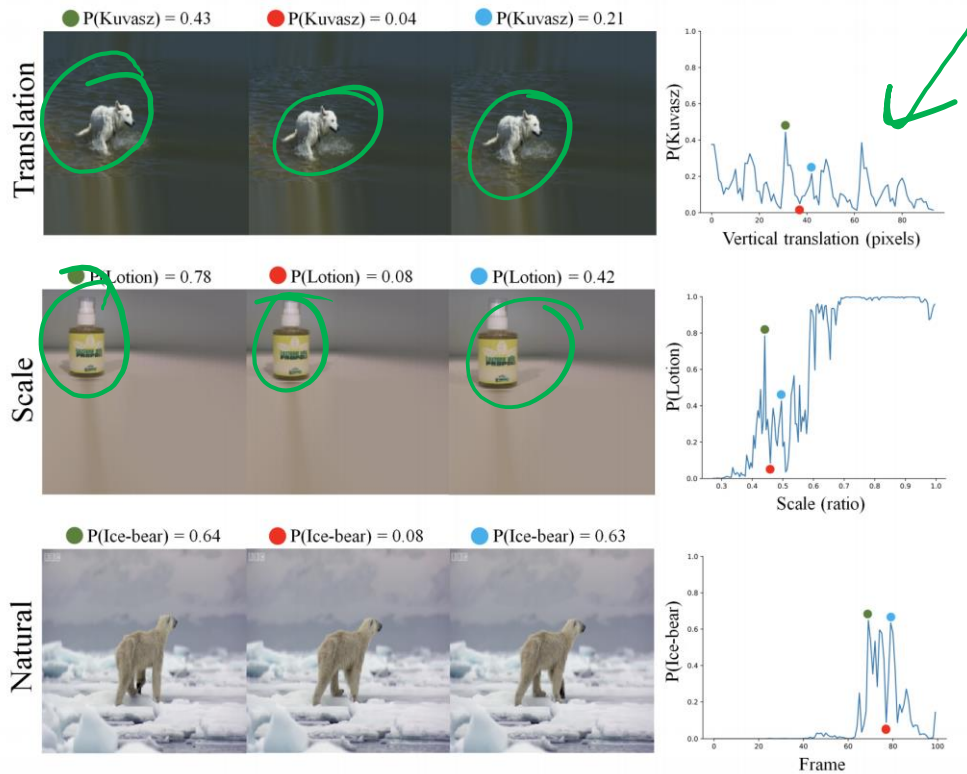 P(Kuvasz) = 0.43
P(Kuvasz) = 0.04
P(Kuvasz) = 0.21
Translation
P(Kuvasz)
1.0
0.8
0.6
0.4
0.2
0.0
0
20
40
60
80
Vertical translation (pixels)
P(Lotion) = 0.78
P(Lotion) = 0.08
P(Lotion) = 0.42
Scale
P(Lotion)
1.0
0.8
0.6
0.4
0.2
0.0
0.3
0.4
0.5
0.6
0.7
0.8
0.9
1.0
Scale (ratio)
P(Ice-bear) = 0.64
P(Ice-bear) = 0.08
P(Ice-bear) = 0.63
Natural
P(Ice-bear)
1.0
0.8
0.6
0.4
0.2
0.0
0
20
40
60
80
100
Frame